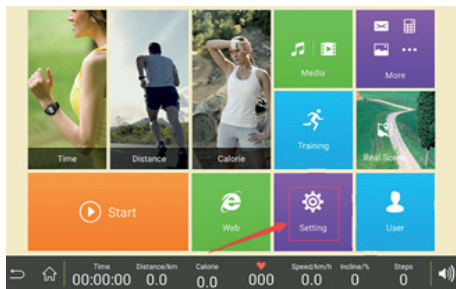 Media
More
Time
Distance
Calorie
Training
Real Scene
Start
Web
Setting
User
Time
00:00:00
Distance/km
0.0
Calorie
0.0
000
Speed/km/h
0.0
Incline/%
0
Steps
0